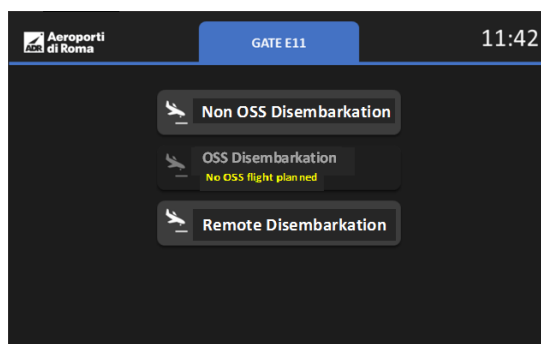 Aeroporti
ADR di Roma
GATE E11
11:42
Non OSS Disembarkation
OSS Disembarkation
No OSS flight planned
Remote Disembarkation